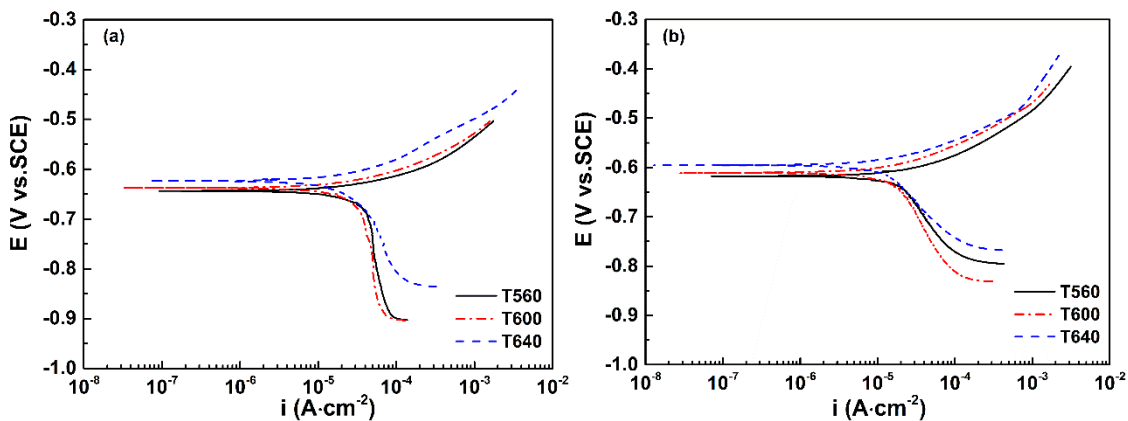 (a)
E (V vs.SCE)
-0.3
-0.4
-0.5
-0.6
-0.7
-0.8
-0.9
-1.0
T560
T600
T640
10⁻⁸ 10⁻⁷ 10⁻⁶ 10⁻⁵ 10⁻⁴ 10⁻³ 10⁻²
i (A·cm⁻²)
(b)
E (V vs.SCE)
-0.3
-0.4
-0.5
-0.6
-0.7
-0.8
-0.9
-1.0
T560
T600
T640
10⁻⁸ 10⁻⁷ 10⁻⁶ 10⁻⁵ 10⁻⁴ 10⁻³ 10⁻²
i (A·cm⁻²)